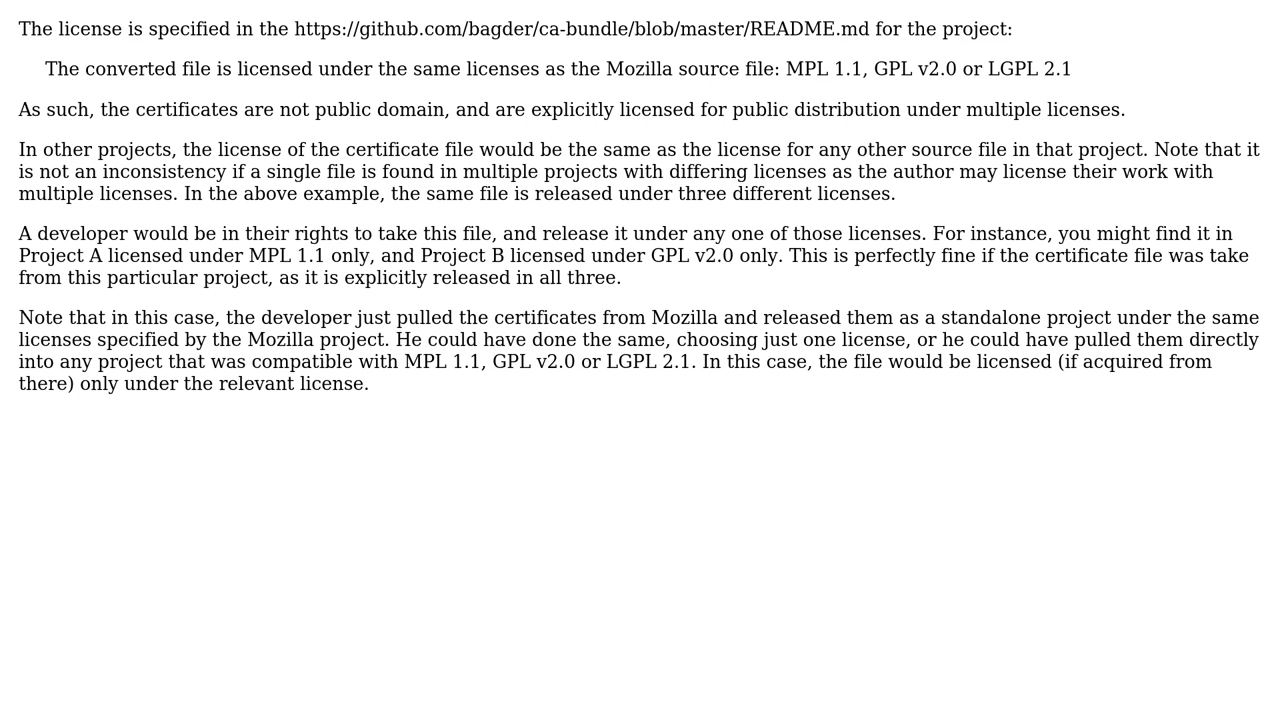 The license is specified in the https://github.com/bagder/ca-bundle/blob/master/README.md for the project:
The converted file is licensed under the same licenses as the Mozilla source file: MPL 1.1, GPL v2.0 or LGPL 2.1
As such, the certificates are not public domain, and are explicitly licensed for public distribution under multiple licenses.
In other projects, the license of the certificate file would be the same as the license for any other source file in that project. Note that it
is not an inconsistency if a single file is found in multiple projects with differing licenses as the author may license their work with
multiple licenses. In the above example, the same file is released under three different licenses.
A developer would be in their rights to take this file, and release it under any one of those licenses. For instance, you might find it in
Project A licensed under MPL 1.1 only, and Project B licensed under GPL v2.0 only. This is perfectly fine if the certificate file was take
from this particular project, as it is explicitly released in all three.
Note that in this case, the developer just pulled the certificates from Mozilla and released them as a standalone project under the same
licenses specified by the Mozilla project. He could have done the same, choosing just one license, or he could have pulled them directly
into any project that was compatible with MPL 1.1, GPL v2.0 or LGPL 2.1. In this case, the file would be licensed (if acquired from
there) only under the relevant license.